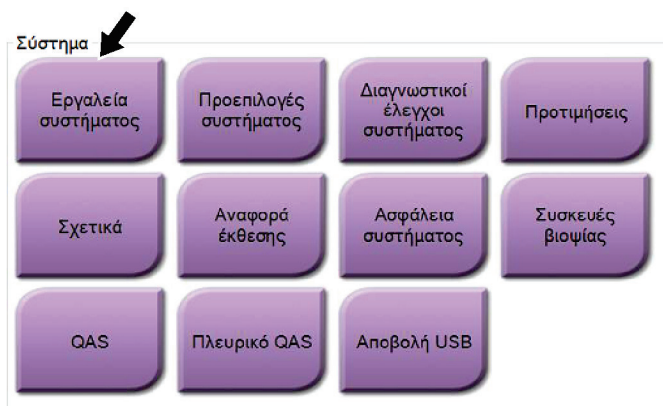 Σύστημα
Εργαλεία
συστήματος
Προεπιλογές
συστήματος
Διαγνωστικοί
έλεγχοι
συστήματος
Προτιμήσεις
Σχετικά
Αναφορά
έκθεσης
Ασφάλεια
συστήματος
Συσκευές
βιοψίας
QAS
Πλευρικό QAS
Αποβολή USB